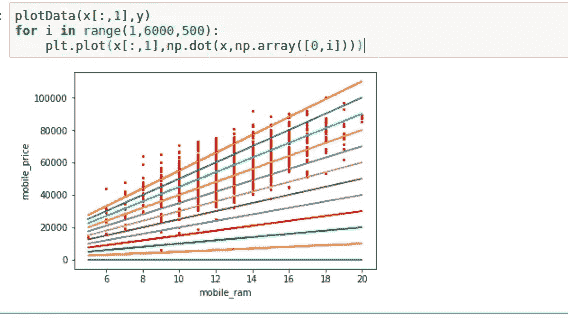 plotData(x[:,1],y)
for i in range(1,6000,500):
    plt.plot(x[:,1],np.dot(x,np.array([0,i])))
100000
80000
60000
40000
20000
0
mobile_price
6 8 10 12 14 16 18 20
mobile_ram